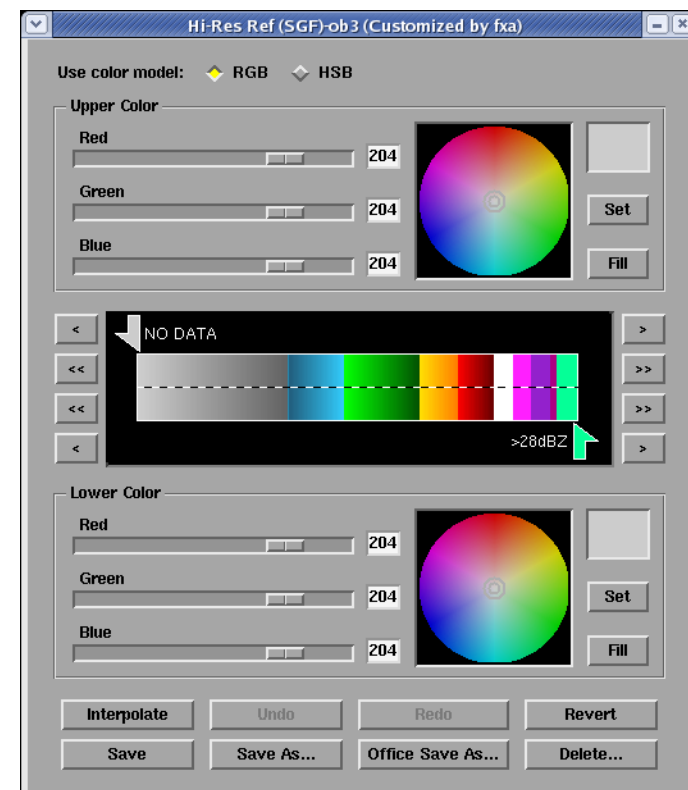 Hi-Res Ref (SGF)-ob3 (Customized by fxa)
Use color model: RGB HSB
Upper Color
Red
204
Green
204
Set
Blue
204
Fill
< NO DATA >
<< >>
<< >>
< >28dBZ >
Lower Color
Red
204
Green
204
Set
Blue
204
Fill
Interpolate Undo Redo Revert
Save Save As... Office Save As... Delete...